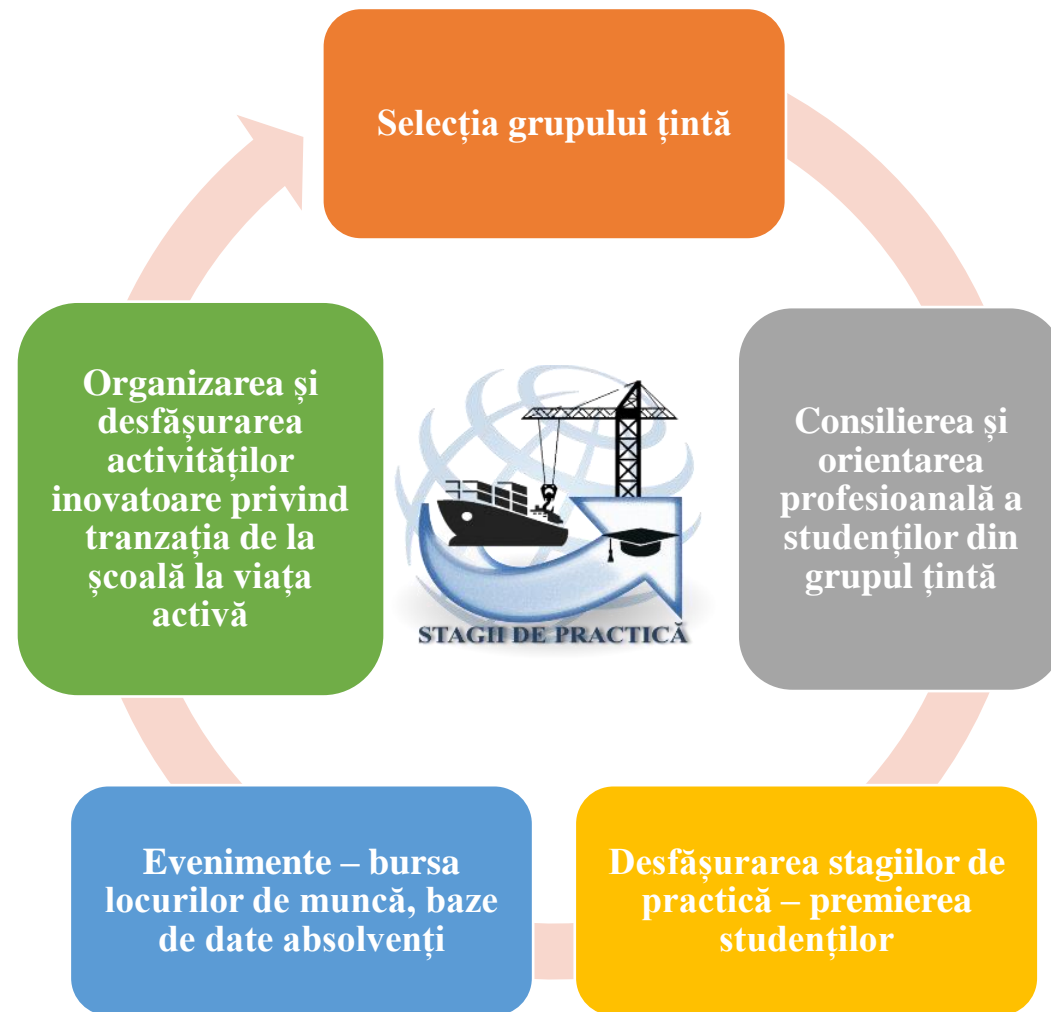 Selecția grupului țintă
Consilierea și
orientarea
profesioanală a
studenților din
grupul țintă
Desfășurarea stagiilor de
practică – premierea
studenților
Evenimente – bursa
locurilor de muncă, baze
de date absolvenți
Organizarea și
desfășurarea
activităților
inovatoare privind
tranzația de la
școală la viața
activă
STAGII DE PRACTICĂ